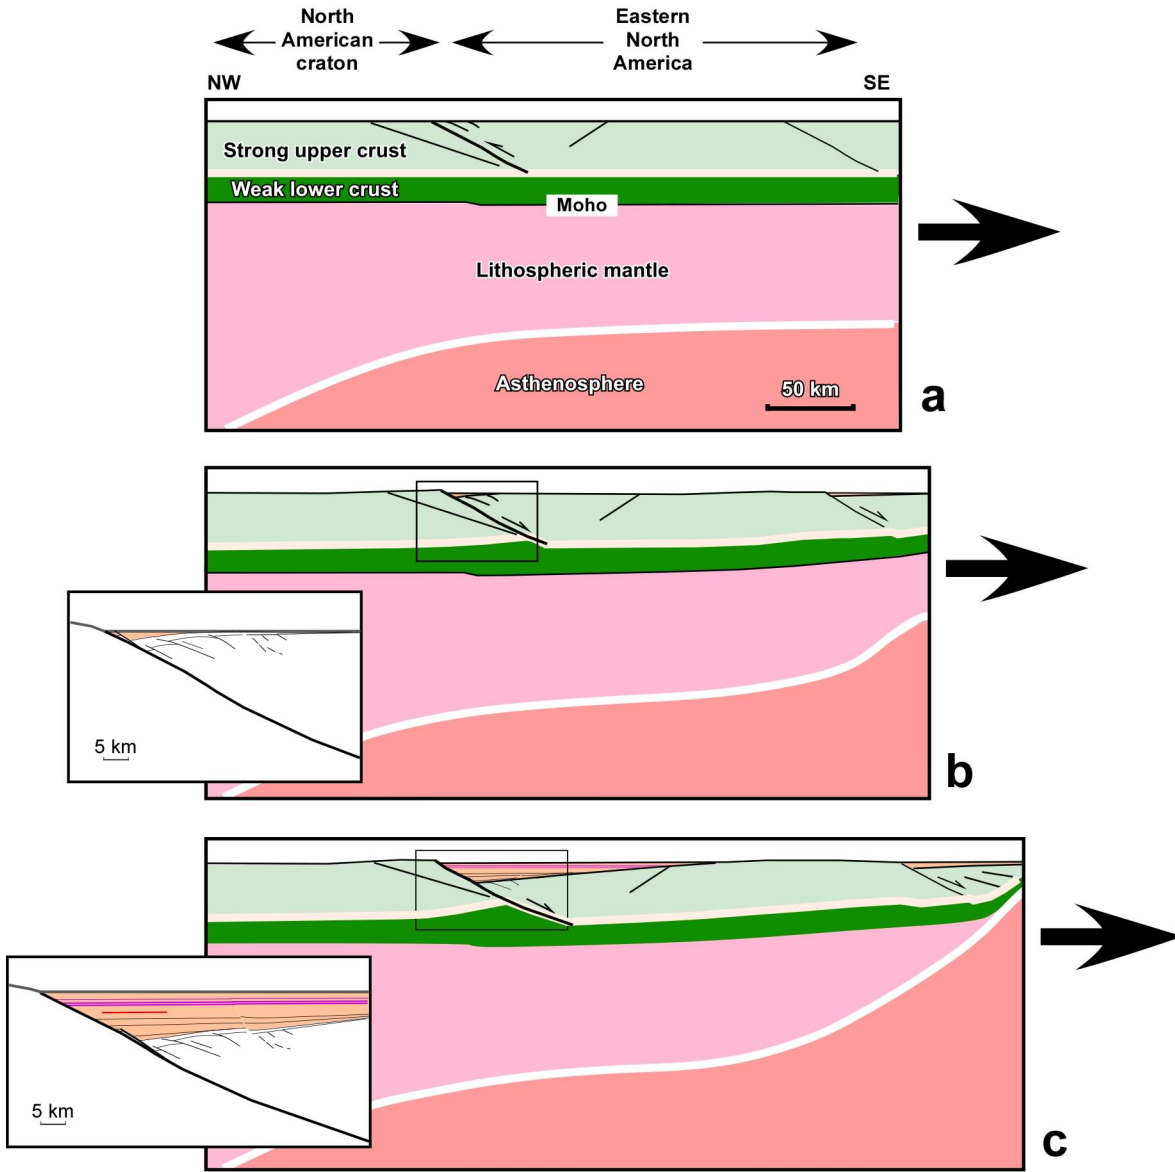 North
American
craton
Eastern
North
America
NW
SE
Strong upper crust
Weak lower crust
Moho
Lithospheric mantle
Asthenosphere
50 km
a
5 km
b
5 km
c